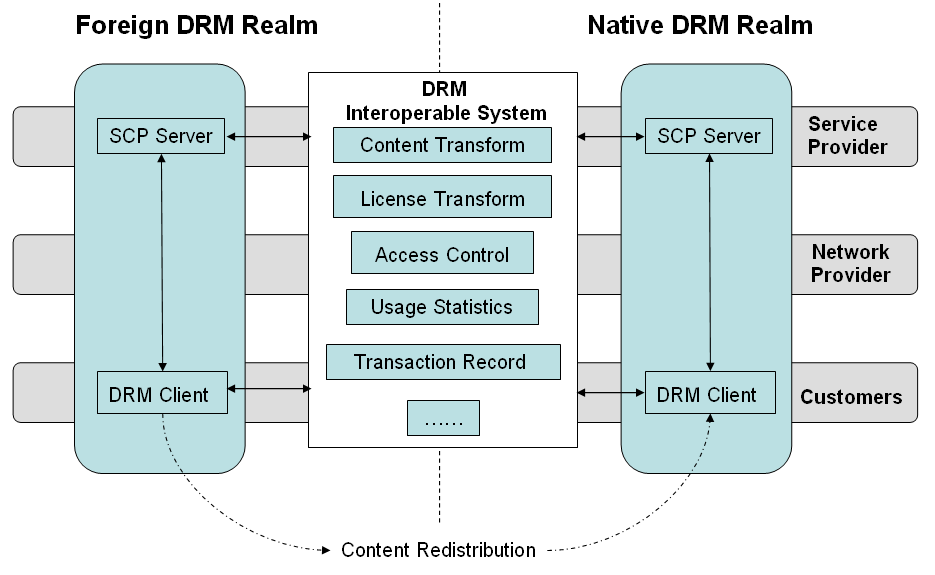 Foreign DRM Realm
Native DRM Realm
DRM
Interoperable System
SCP Server
Content Transform
SCP Server
Service
Provider
License Transform
Access Control
Network
Provider
Usage Statistics
Transaction Record
DRM Client
DRM Client
Customers
......
Content Redistribution